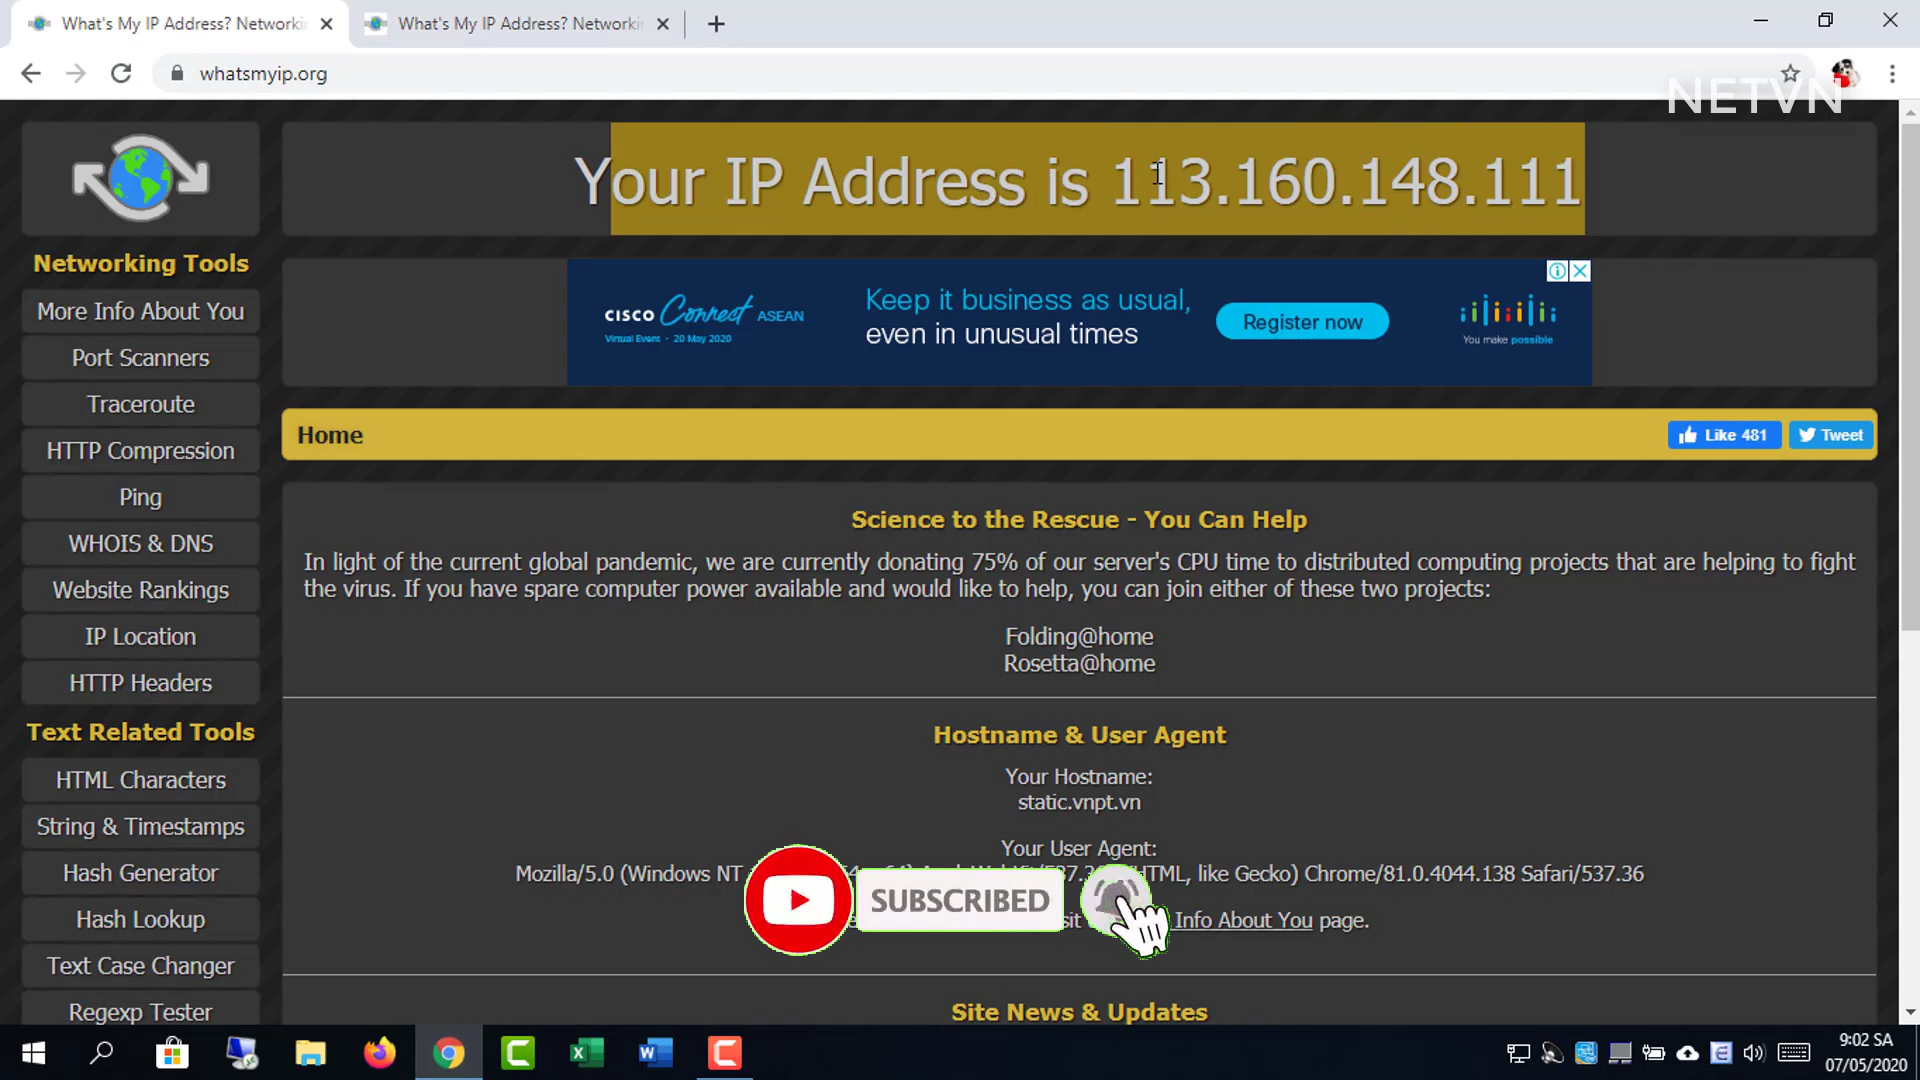 What's My IP Address? Networki
What's My IP Address? Networki
whatsmyip.org
NETVN
Your IP Address is 113.160.148.111
CISCO Connect ASEAN
Virtual Event · 20 May 2020
Keep it business as usual,
even in unusual times
Register now
You make possible
Networking Tools
More Info About You
Port Scanners
Traceroute
HTTP Compression
Ping
WHOIS & DNS
Website Rankings
IP Location
HTTP Headers
Text Related Tools
HTML Characters
String & Timestamps
Hash Generator
Hash Lookup
Text Case Changer
Regexp Tester
Home
Like 481
Tweet
Science to the Rescue - You Can Help
In light of the current global pandemic, we are currently donating 75% of our server's CPU time to distributed computing projects that are helping to fight
the virus. If you have spare computer power available and would like to help, you can join either of these two projects:
Folding@home
Rosetta@home
Hostname & User Agent
Your Hostname:
static.vnpt.vn
Your User Agent:
Mozilla/5.0 (Windows NT like Gecko) Chrome/81.0.4044.138 Safari/537.36
Info About You page.
SUBSCRIBED
Site News & Updates
9:02 SA
07/05/2020